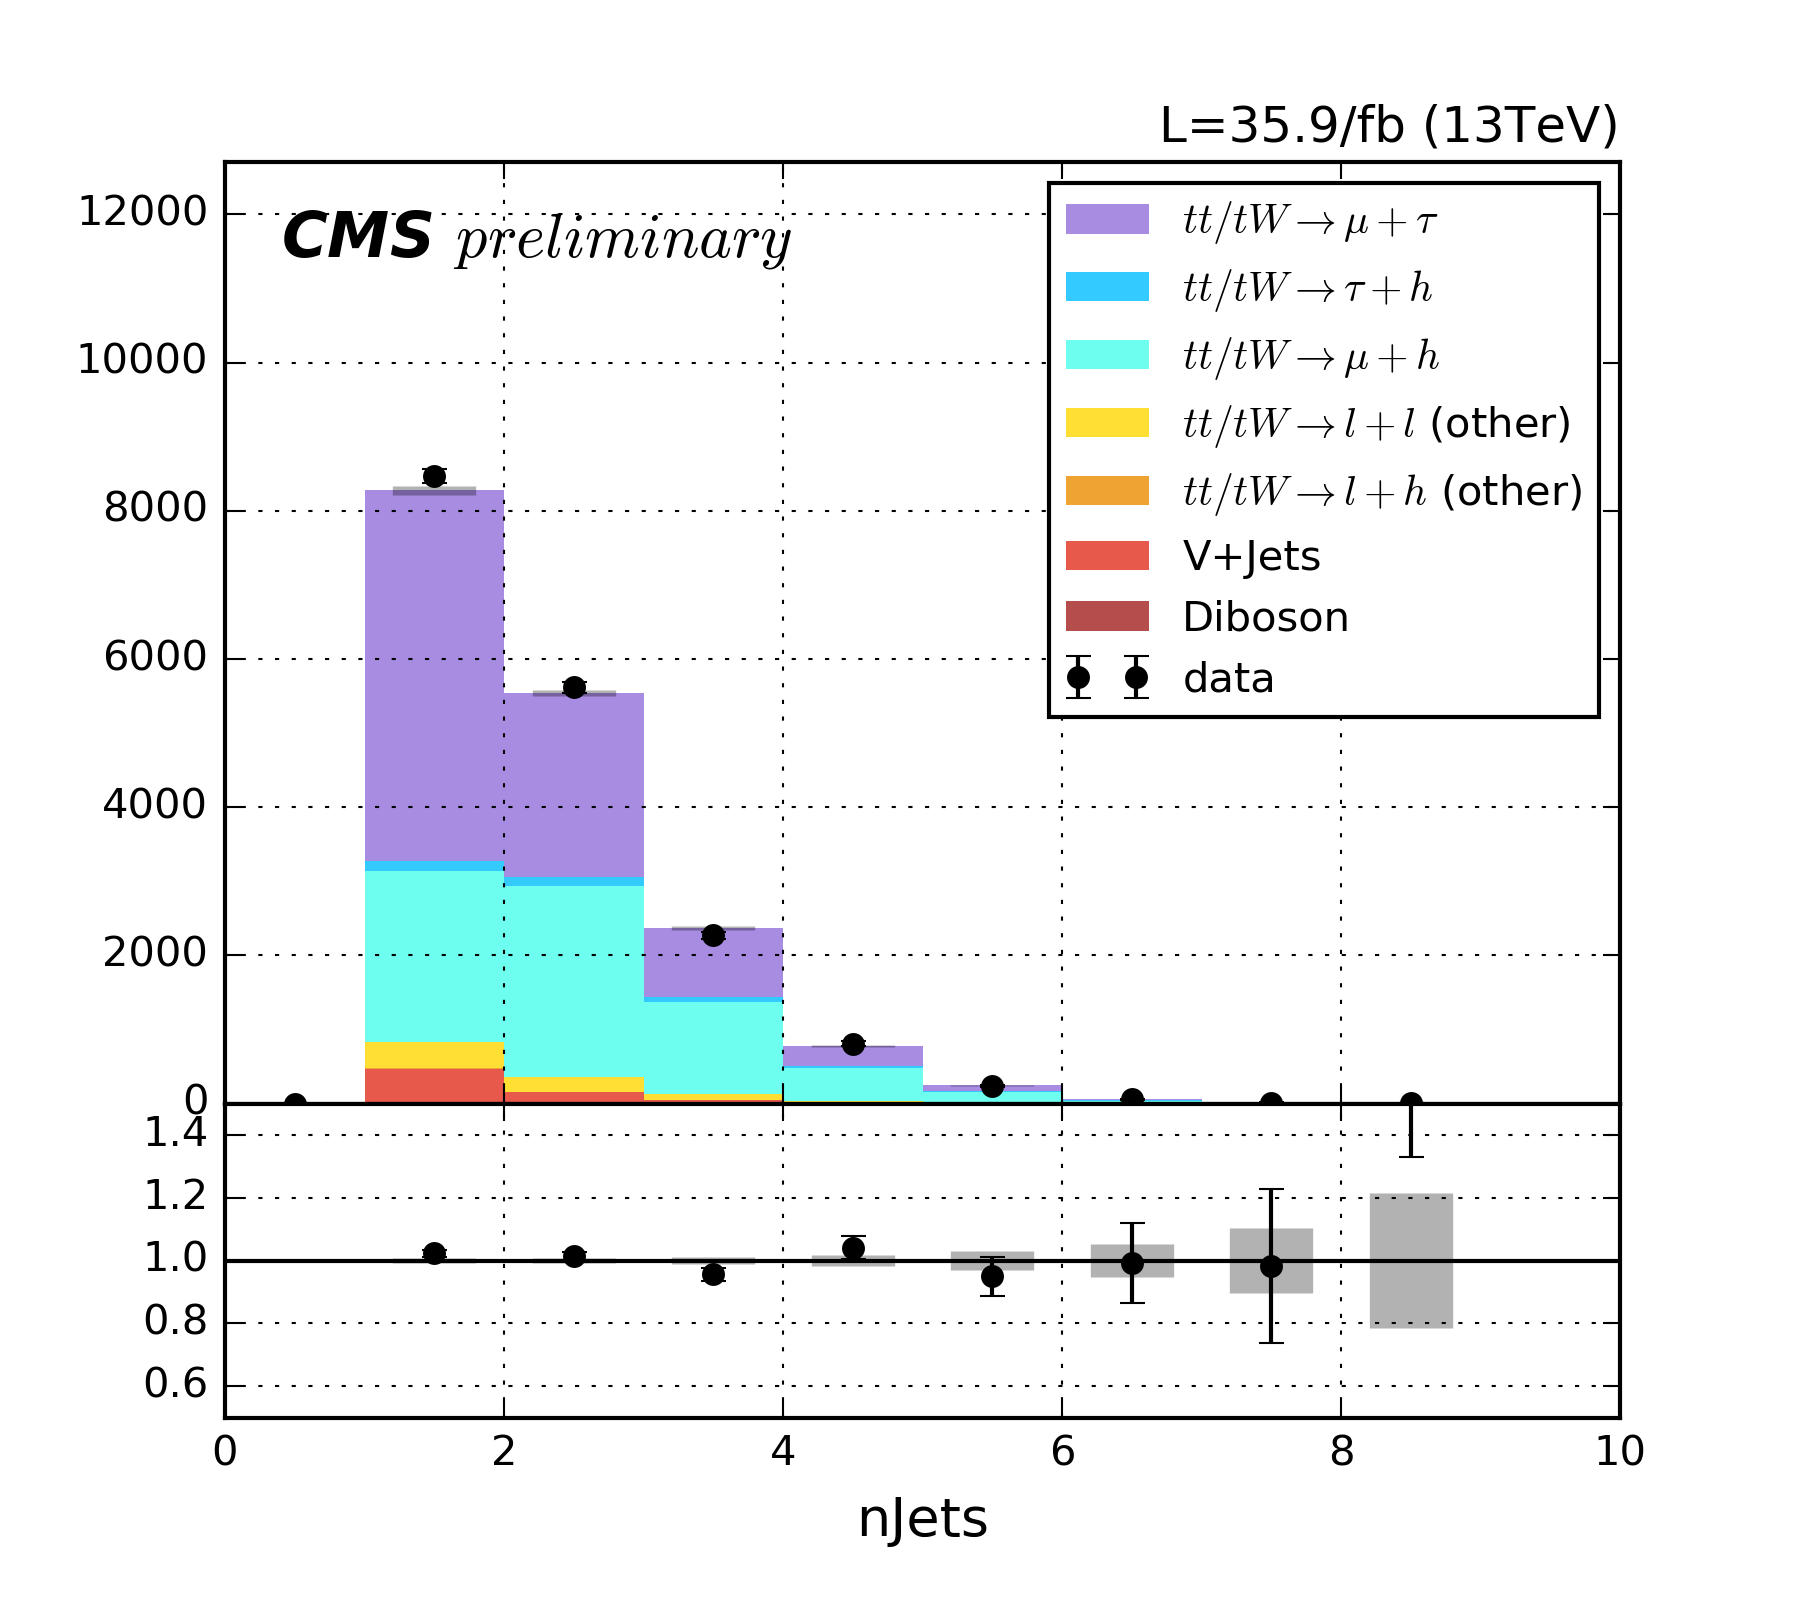 L=35.9/fb (13TeV)
CMS preliminary
12000
10000
8000
6000
4000
2000
0
tt/tW→μ+τ
tt/tW→τ+h
tt/tW→μ+h
tt/tW→l+l (other)
tt/tW→l+h (other)
V+Jets
Diboson
data
1.4
1.2
1.0
0.8
0.6
0 2 4 6 8 10
nJets